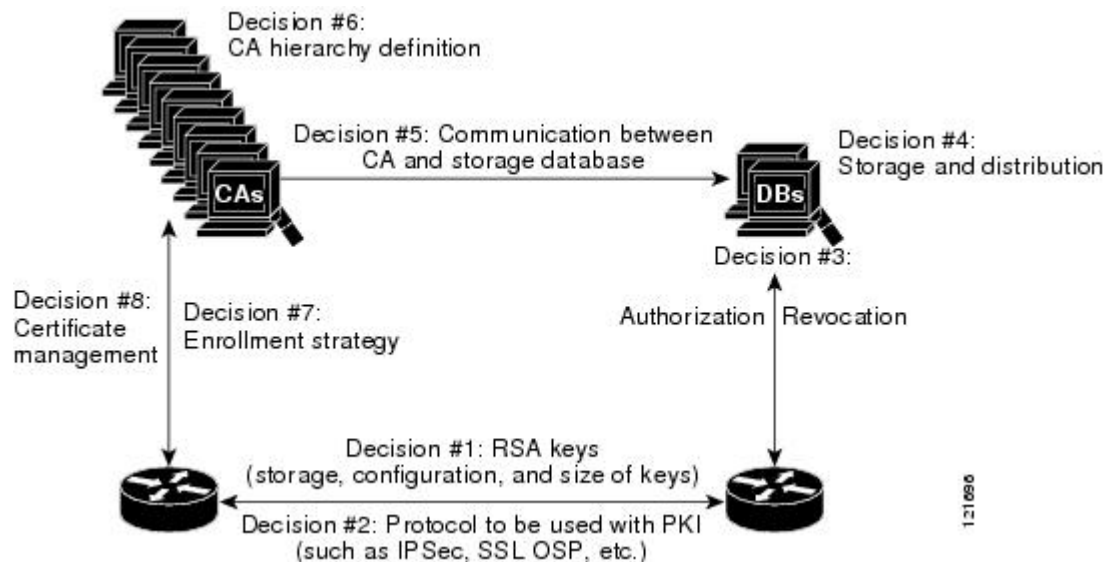 Decision #6:
CA hierarchy definition
Decision #5: Communication between
CA and storage database
Decision #4:
Storage and distribution
CAs
DBs
Decision #3:
Authorization
Revocation
Decision #8:
Certificate
management
Decision #7:
Enrollment strategy
Decision #1: RSA keys
(storage, configuration, and size of keys)
Decision #2: Protocol to be used with PKI
(such as IPSec, SSL OSP, etc.)
121696